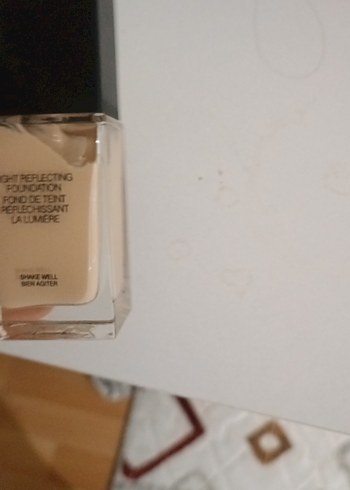 IGHT REFLECTING
FOUNDATION
FOND DE TEINT
RÉFLÉCHISSANT
LA LUMIÈRE
SHAKE WELL
BIEN AGITER